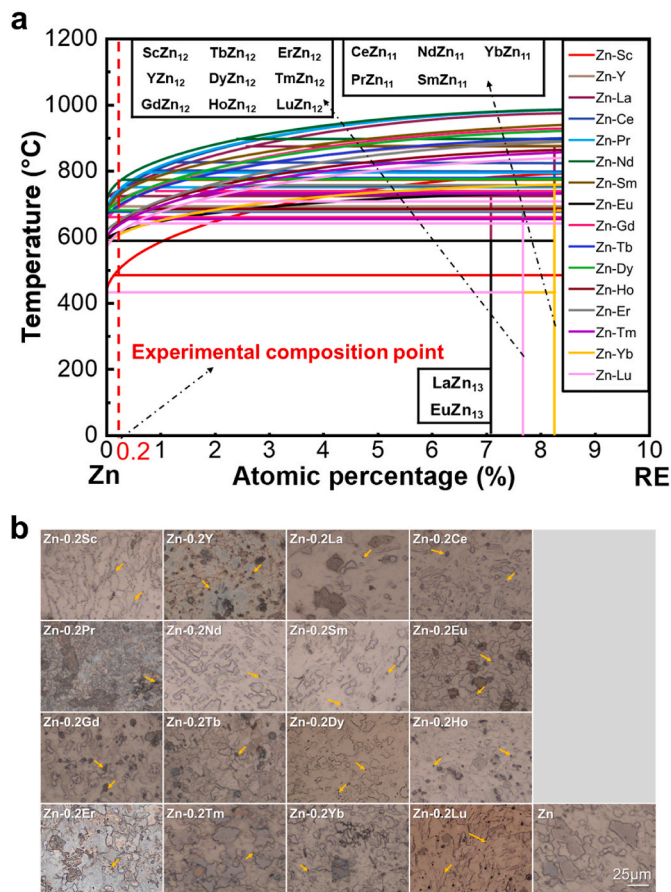 a
1200
1000
800
600
400
200
0
Temperature (°C)
ScZn12 TbZn12 ErZn12
YZn12 DyZn12 TmZn12
GdZn12 HoZn12 LuZn12
CeZn11 NdZn11 YbZn11
PrZn11 SmZn11
Zn-Sc
Zn-Y
Zn-La
Zn-Ce
Zn-Pr
Zn-Nd
Zn-Sm
Zn-Eu
Zn-Gd
Zn-Tb
Zn-Dy
Zn-Ho
Zn-Er
Zn-Tm
Zn-Yb
Zn-Lu
Experimental composition point
LaZn13
EuZn13
0 0.2 1 2 3 4 5 6 7 8 9 10
Zn Atomic percentage (%) RE
b
Zn-0.2Sc Zn-0.2Y Zn-0.2La Zn-0.2Ce
Zn-0.2Pr Zn-0.2Nd Zn-0.2Sm Zn-0.2Eu
Zn-0.2Gd Zn-0.2Tb Zn-0.2Dy Zn-0.2Ho
Zn-0.2Er Zn-0.2Tm Zn-0.2Yb Zn-0.2Lu Zn
25μm